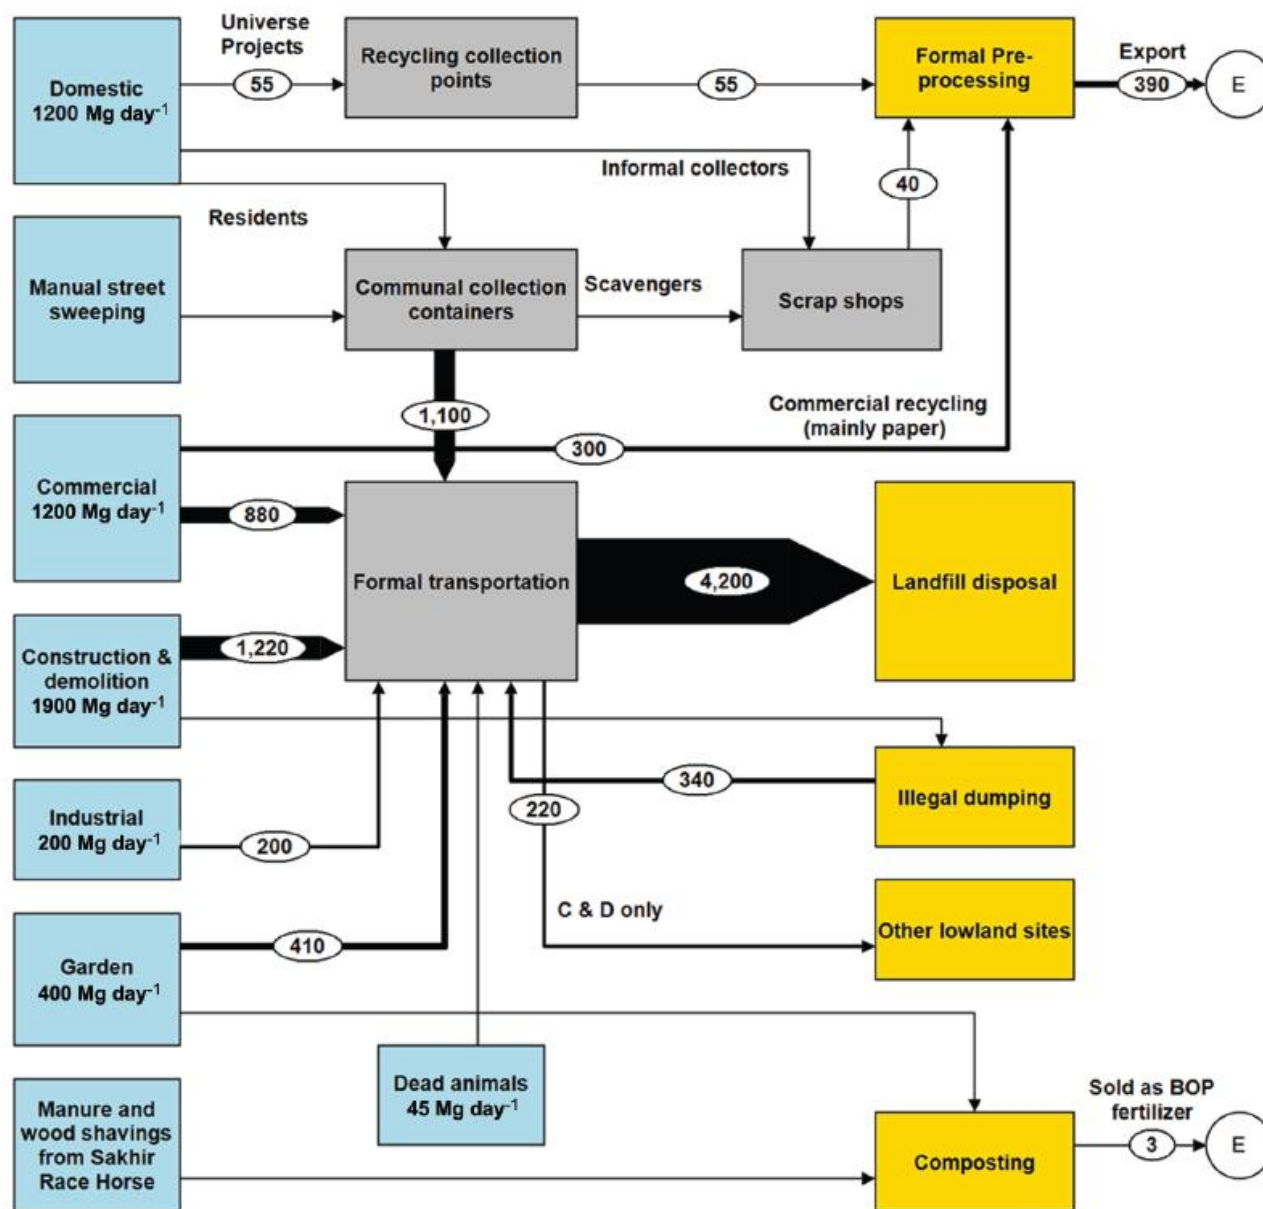 Universe
Projects
Domestic
1200 Mg day⁻¹
55
Recycling collection
points
55
Formal Pre-
processing
Export
390
E
Informal collectors
40
Residents
Manual street
sweeping
Communal collection
containers
Scavengers
Scrap shops
1,100
Commercial recycling
(mainly paper)
300
Commercial
1200 Mg day⁻¹
880
Formal transportation
4,200
Landfill disposal
Construction &
demolition
1900 Mg day⁻¹
1,220
340
Illegal dumping
220
Industrial
200 Mg day⁻¹
200
C & D only
Other lowland sites
410
Garden
400 Mg day⁻¹
Dead animals
45 Mg day⁻¹
Sold as BOP
fertilizer
3
E
Manure and
wood shavings
from Sakhir
Race Horse
Composting